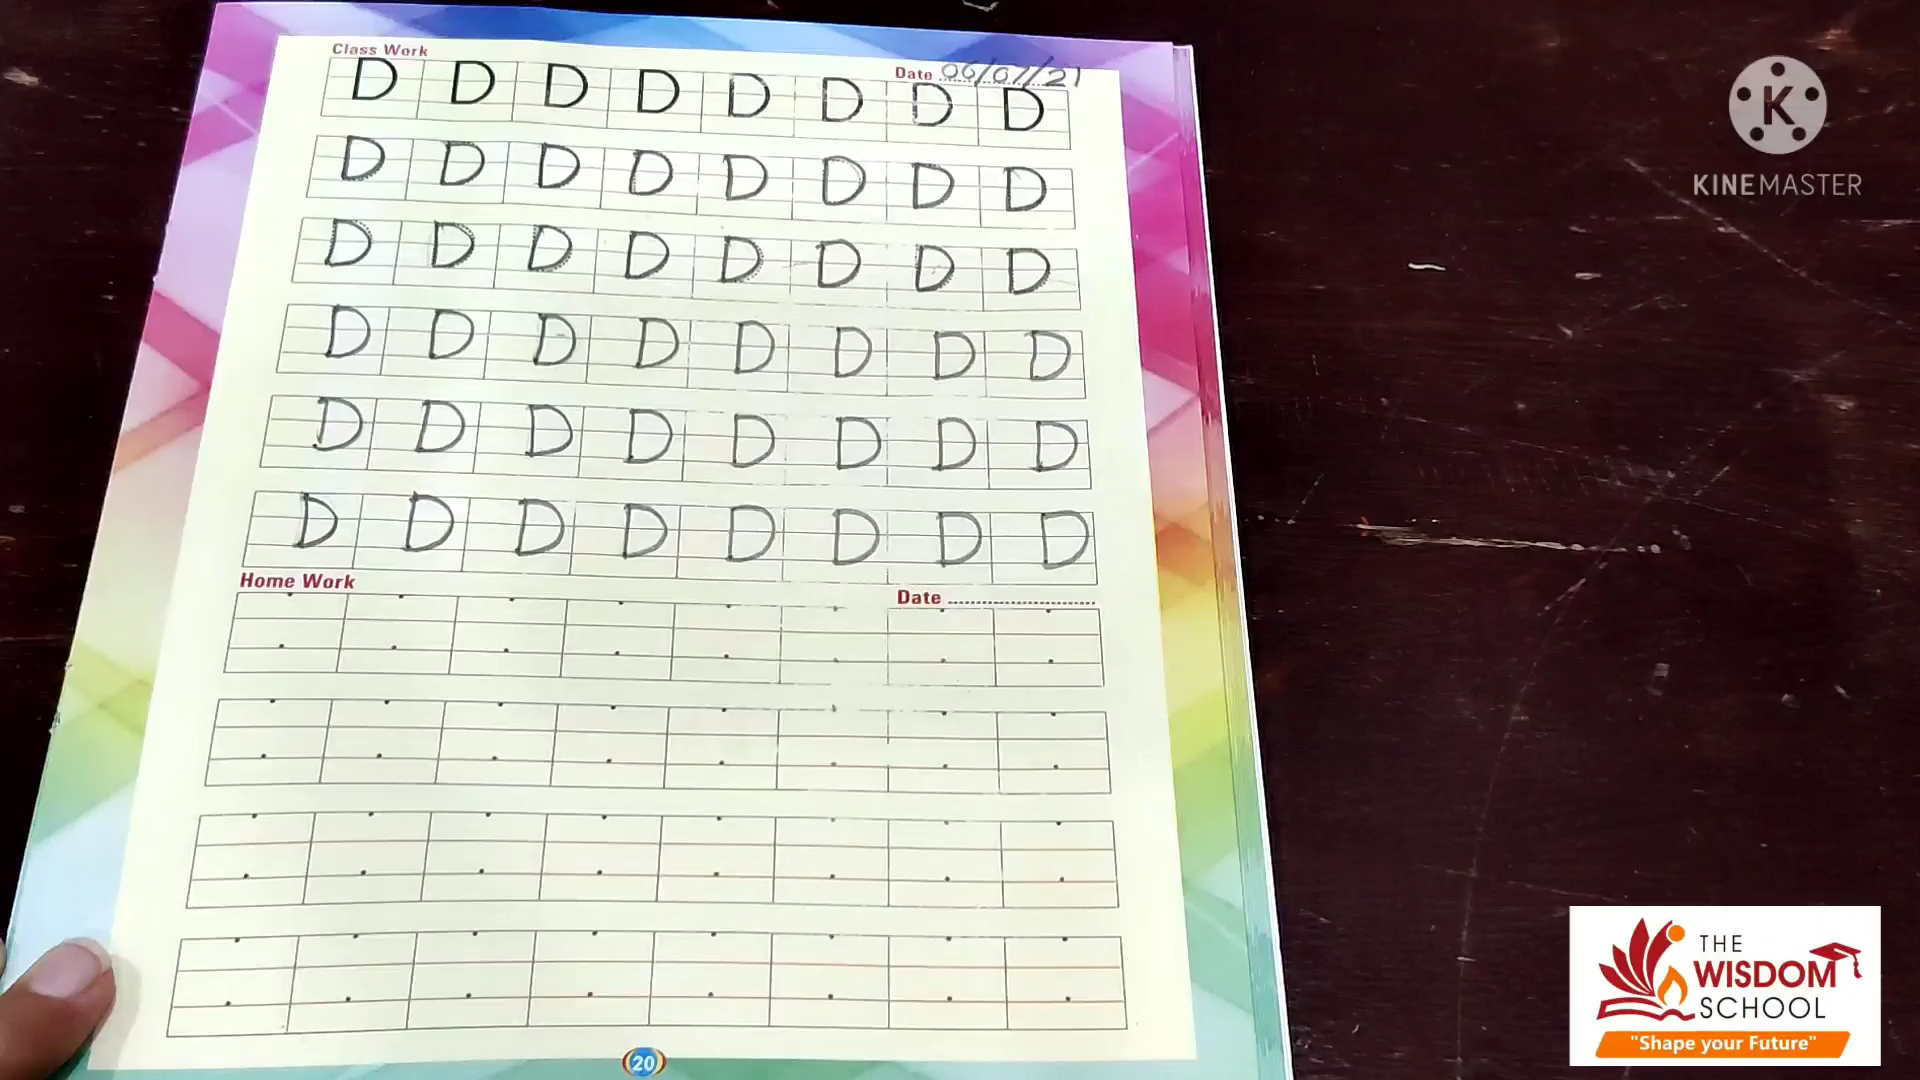 Class Work
Date 06/07/21
D D D D D D D D
D D D D D D D D
D D D D D D D D
D D D D D D D D
D D D D D D D D
D D D D D D D D
Home Work
Date
20
K
KINEMASTER
THE
WISDOM
SCHOOL
"Shape your Future"